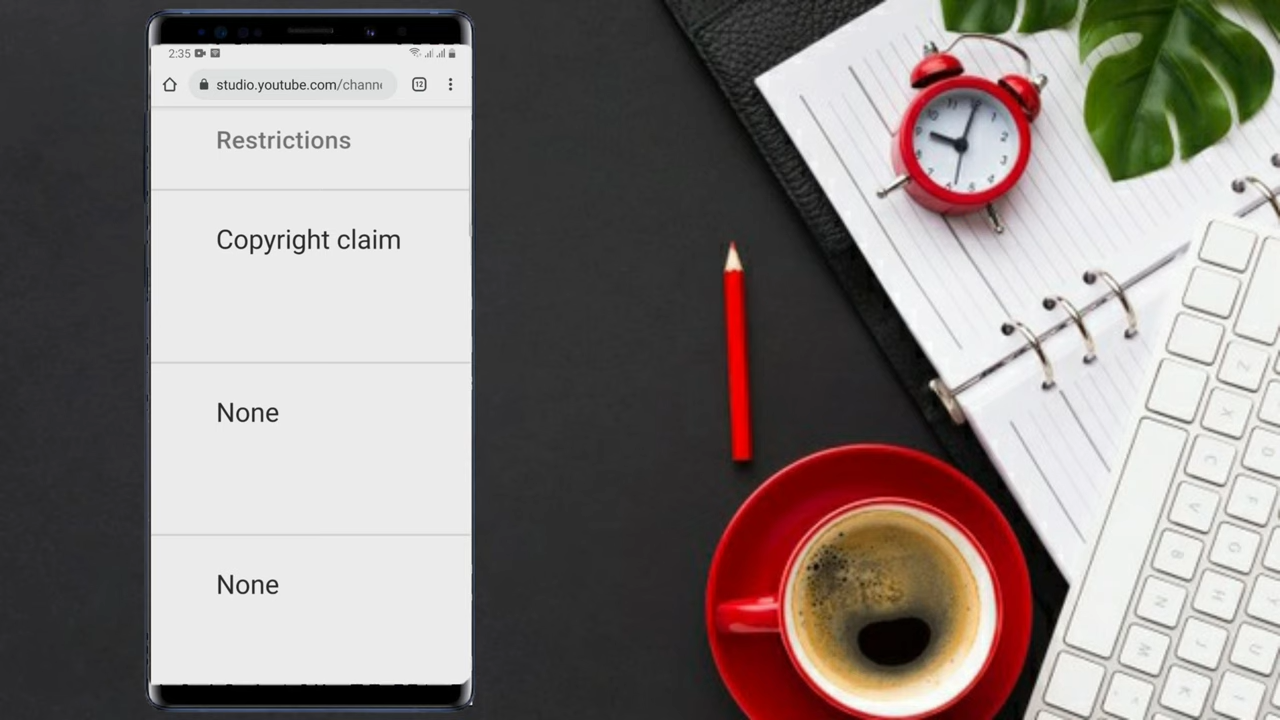 2:35
studio.youtube.com/chann
12
Restrictions
Copyright claim
None
None